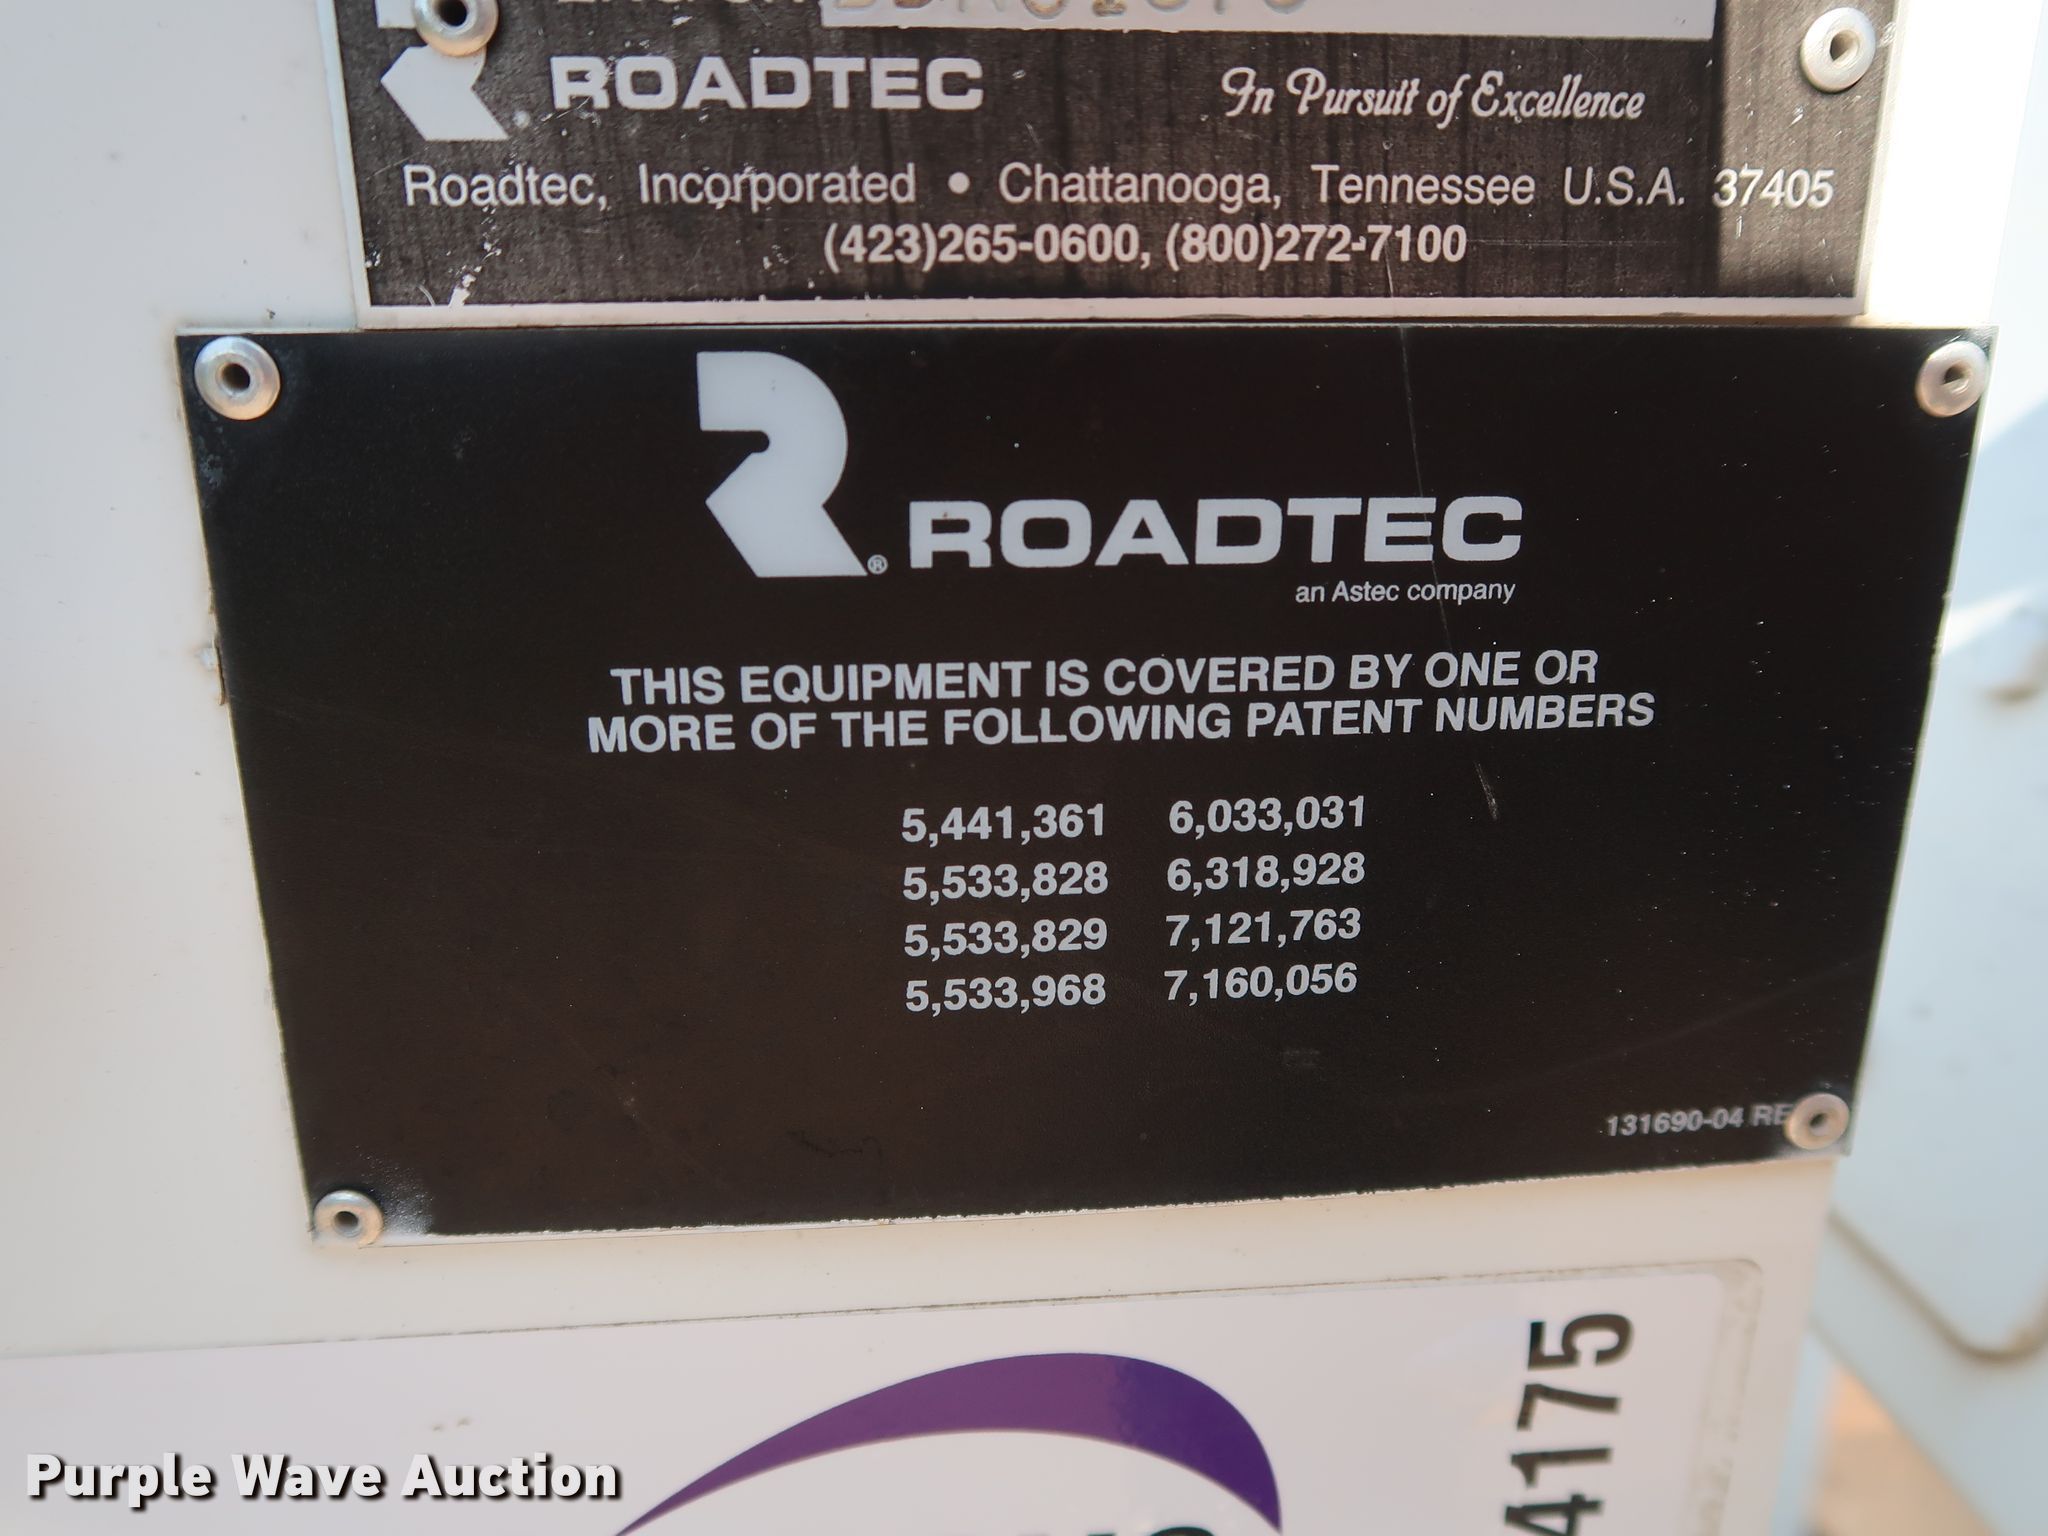 ROADTEC In Pursuit of Excellence
Roadtec, Incorporated • Chattanooga, Tennessee U.S.A. 37405
(423)265-0600, (800)272-7100
® ROADTEC
an Astec company
THIS EQUIPMENT IS COVERED BY ONE OR
MORE OF THE FOLLOWING PATENT NUMBERS
5,441,361 6,033,031
5,533,828 6,318,928
5,533,829 7,121,763
5,533,968 7,160,056
131690-04
4175
Purple Wave Auction